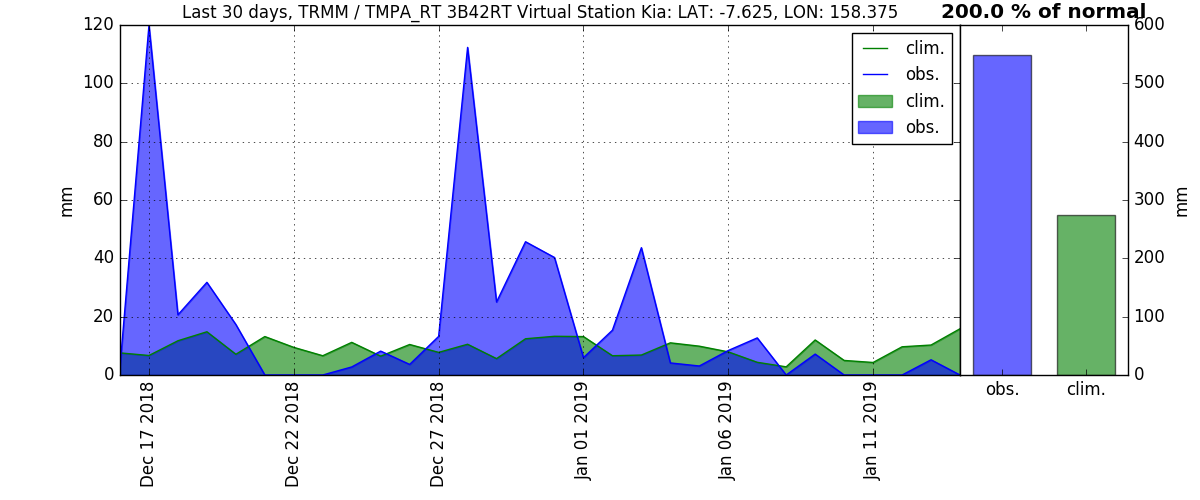 Last 30 days, TRMM / TMPA_RT 3B42RT Virtual Station Kia: LAT: -7.625, LON: 158.375
200.0 % of normal
120
100
80
60
40
20
0
mm
clim.
obs.
clim.
obs.
Dec 17 2018
Dec 22 2018
Dec 27 2018
Jan 01 2019
Jan 06 2019
Jan 11 2019
600
500
400
300
200
100
0
mm
obs.
clim.